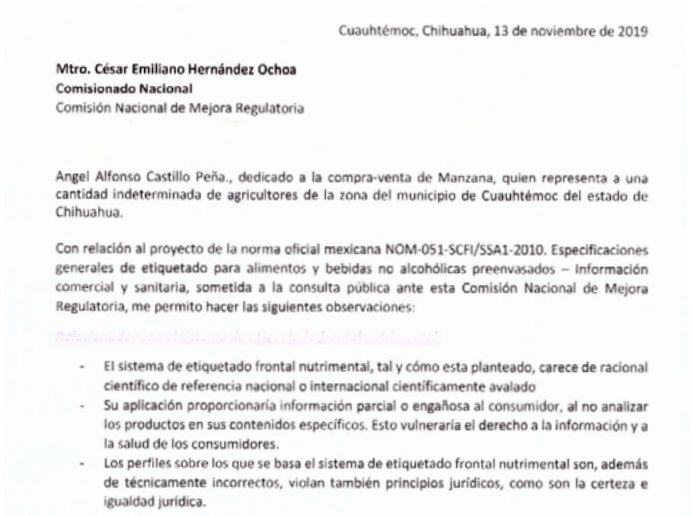 Cuauhtémoc, Chihuahua, 13 de noviembre de 2019
Mtro. César Emiliano Hernández Ochoa
Comisionado Nacional
Comisión Nacional de Mejora Regulatoria
Angel Alfonso Castillo Peña., dedicado a la compra-venta de Manzana, quien representa a una
cantidad indeterminada de agricultores de la zona del municipio de Cuauhtémoc del estado de
Chihuahua.
Con relación al proyecto de la norma oficial mexicana NOM-051-SCFI/SSA1-2010. Especificaciones
generales de etiquetado para alimentos y bebidas no alcohólicas preenvasados – Información
comercial y sanitaria, sometida a la consulta pública ante esta Comisión Nacional de Mejora
Regulatoria, me permito hacer las siguientes observaciones:
- El sistema de etiquetado frontal nutrimental, tal y cómo esta planteado, carece de racional
científico de referencia nacional o internacional científicamente avalado
- Su aplicación proporcionaría información parcial o engañosa al consumidor, al no analizar
los productos en sus contenidos específicos. Esto vulneraría el derecho a la información y a
la salud de los consumidores.
- Los perfiles sobre los que se basa el sistema de etiquetado frontal nutrimental son, además
de técnicamente incorrectos, violan también principios jurídicos, como son la certeza e
igualdad jurídica.